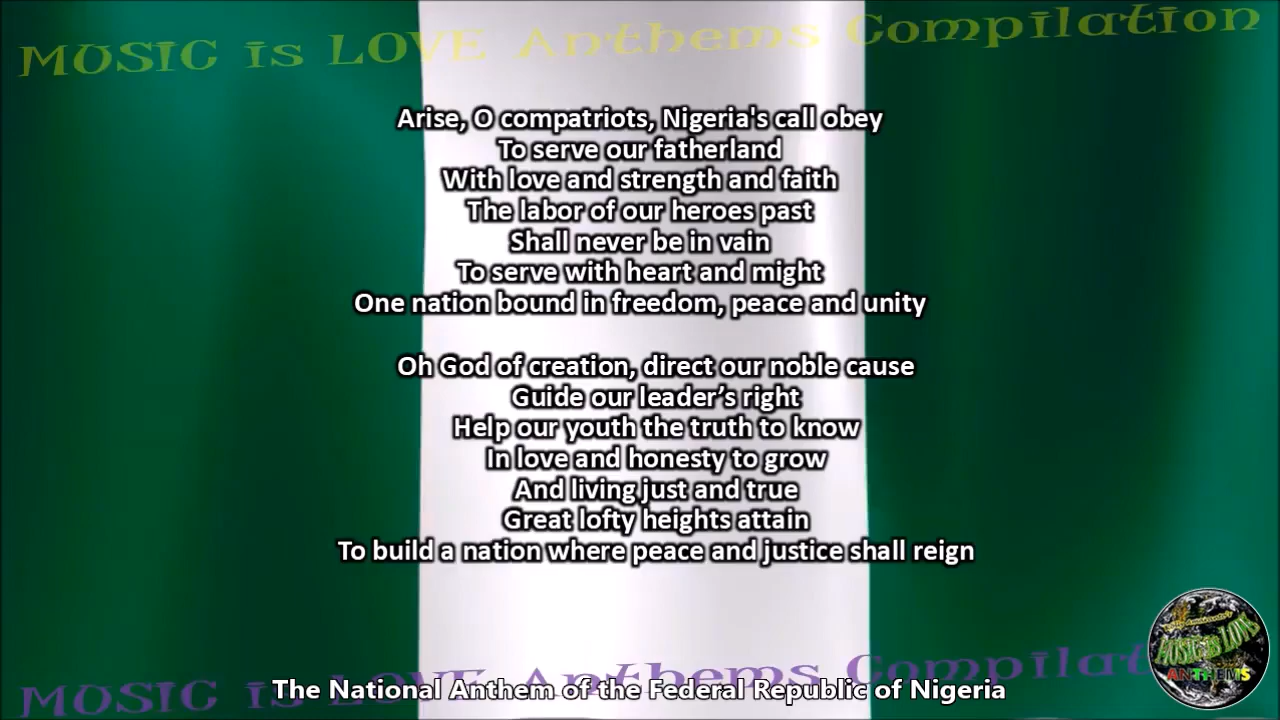 MUSIC is LOVE Anthems Compilation
Arise, O compatriots, Nigeria's call obey
To serve our fatherland
With love and strength and faith
The labor of our heroes past
Shall never be in vain
To serve with heart and might
One nation bound in freedom, peace and unity
Oh God of creation, direct our noble cause
Guide our leader’s right
Help our youth the truth to know
In love and honesty to grow
And living just and true
Great lofty heights attain
To build a nation where peace and justice shall reign
MUSIC is LOVE Anthems Compilat
The National Anthem of the Federal Republic of Nigeria
MUSIC is LOVE
ANTHEMS